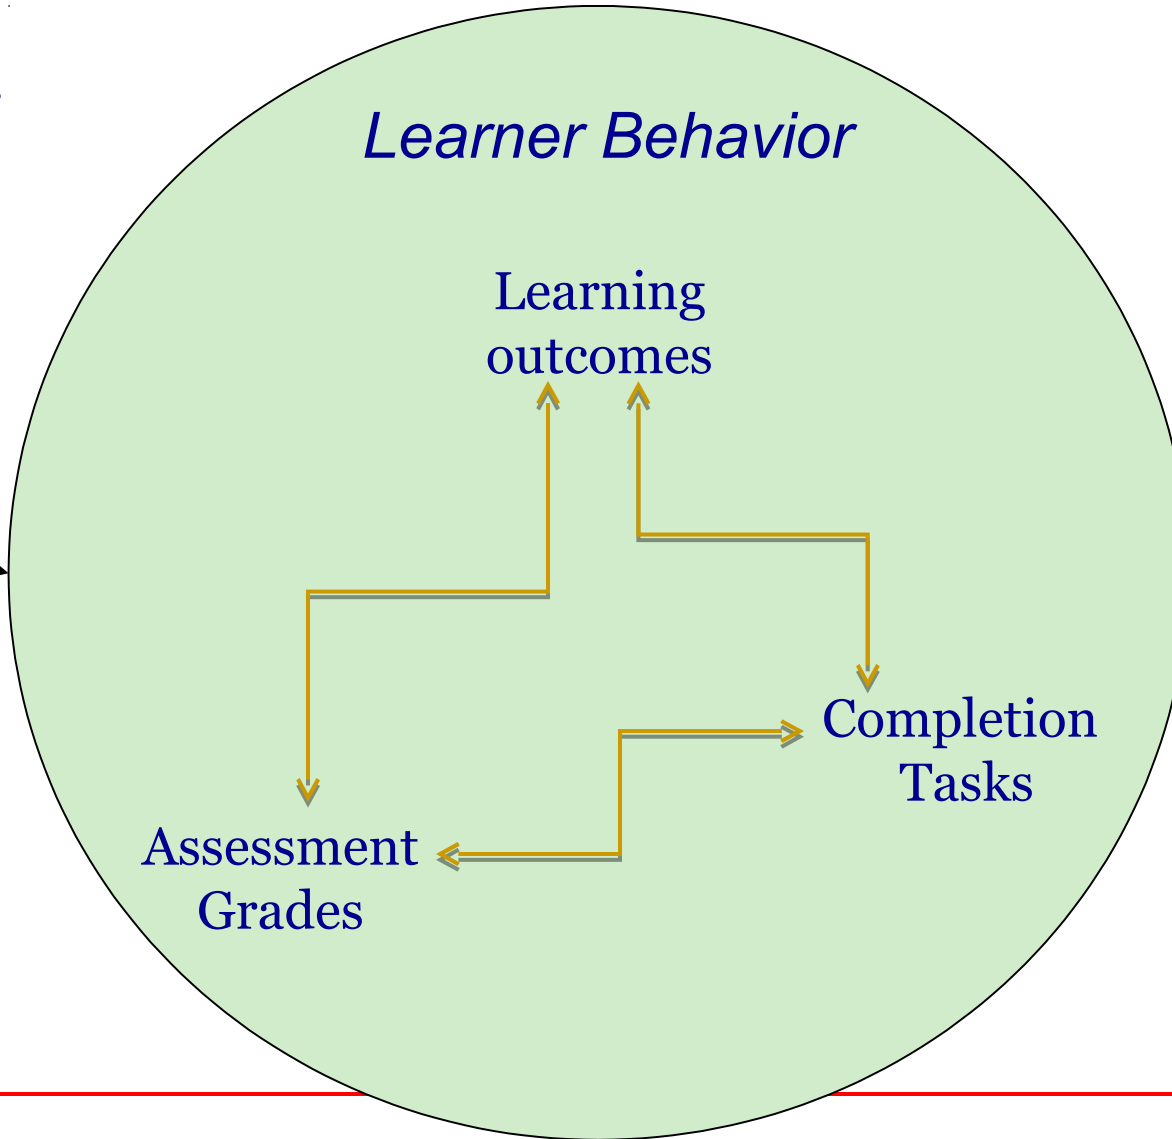 Learner Behavior
Learning
outcomes
Completion
Tasks
Assessment
Grades